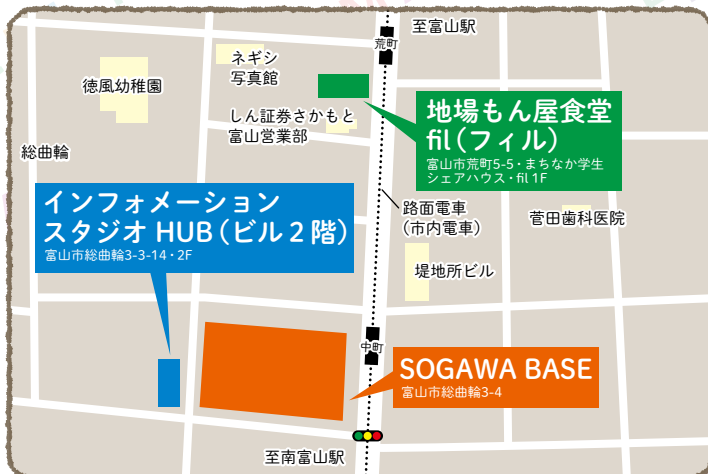 至富山駅
荒町
ネギシ
写真館
徳風幼稚園
しん証券さかもと
富山営業部
地場もん屋食堂
fil(フィル)
富山市荒町5-5・まちなか学生
シェアハウス・fil 1F
総曲輪
インフォメーション
スタジオ HUB(ビル2階)
富山市総曲輪3-3-14・2F
路面電車
(市内電車)
菅田歯科医院
堤地所ビル
中町
SOGAWA BASE
富山市総曲輪3-4
至南富山駅